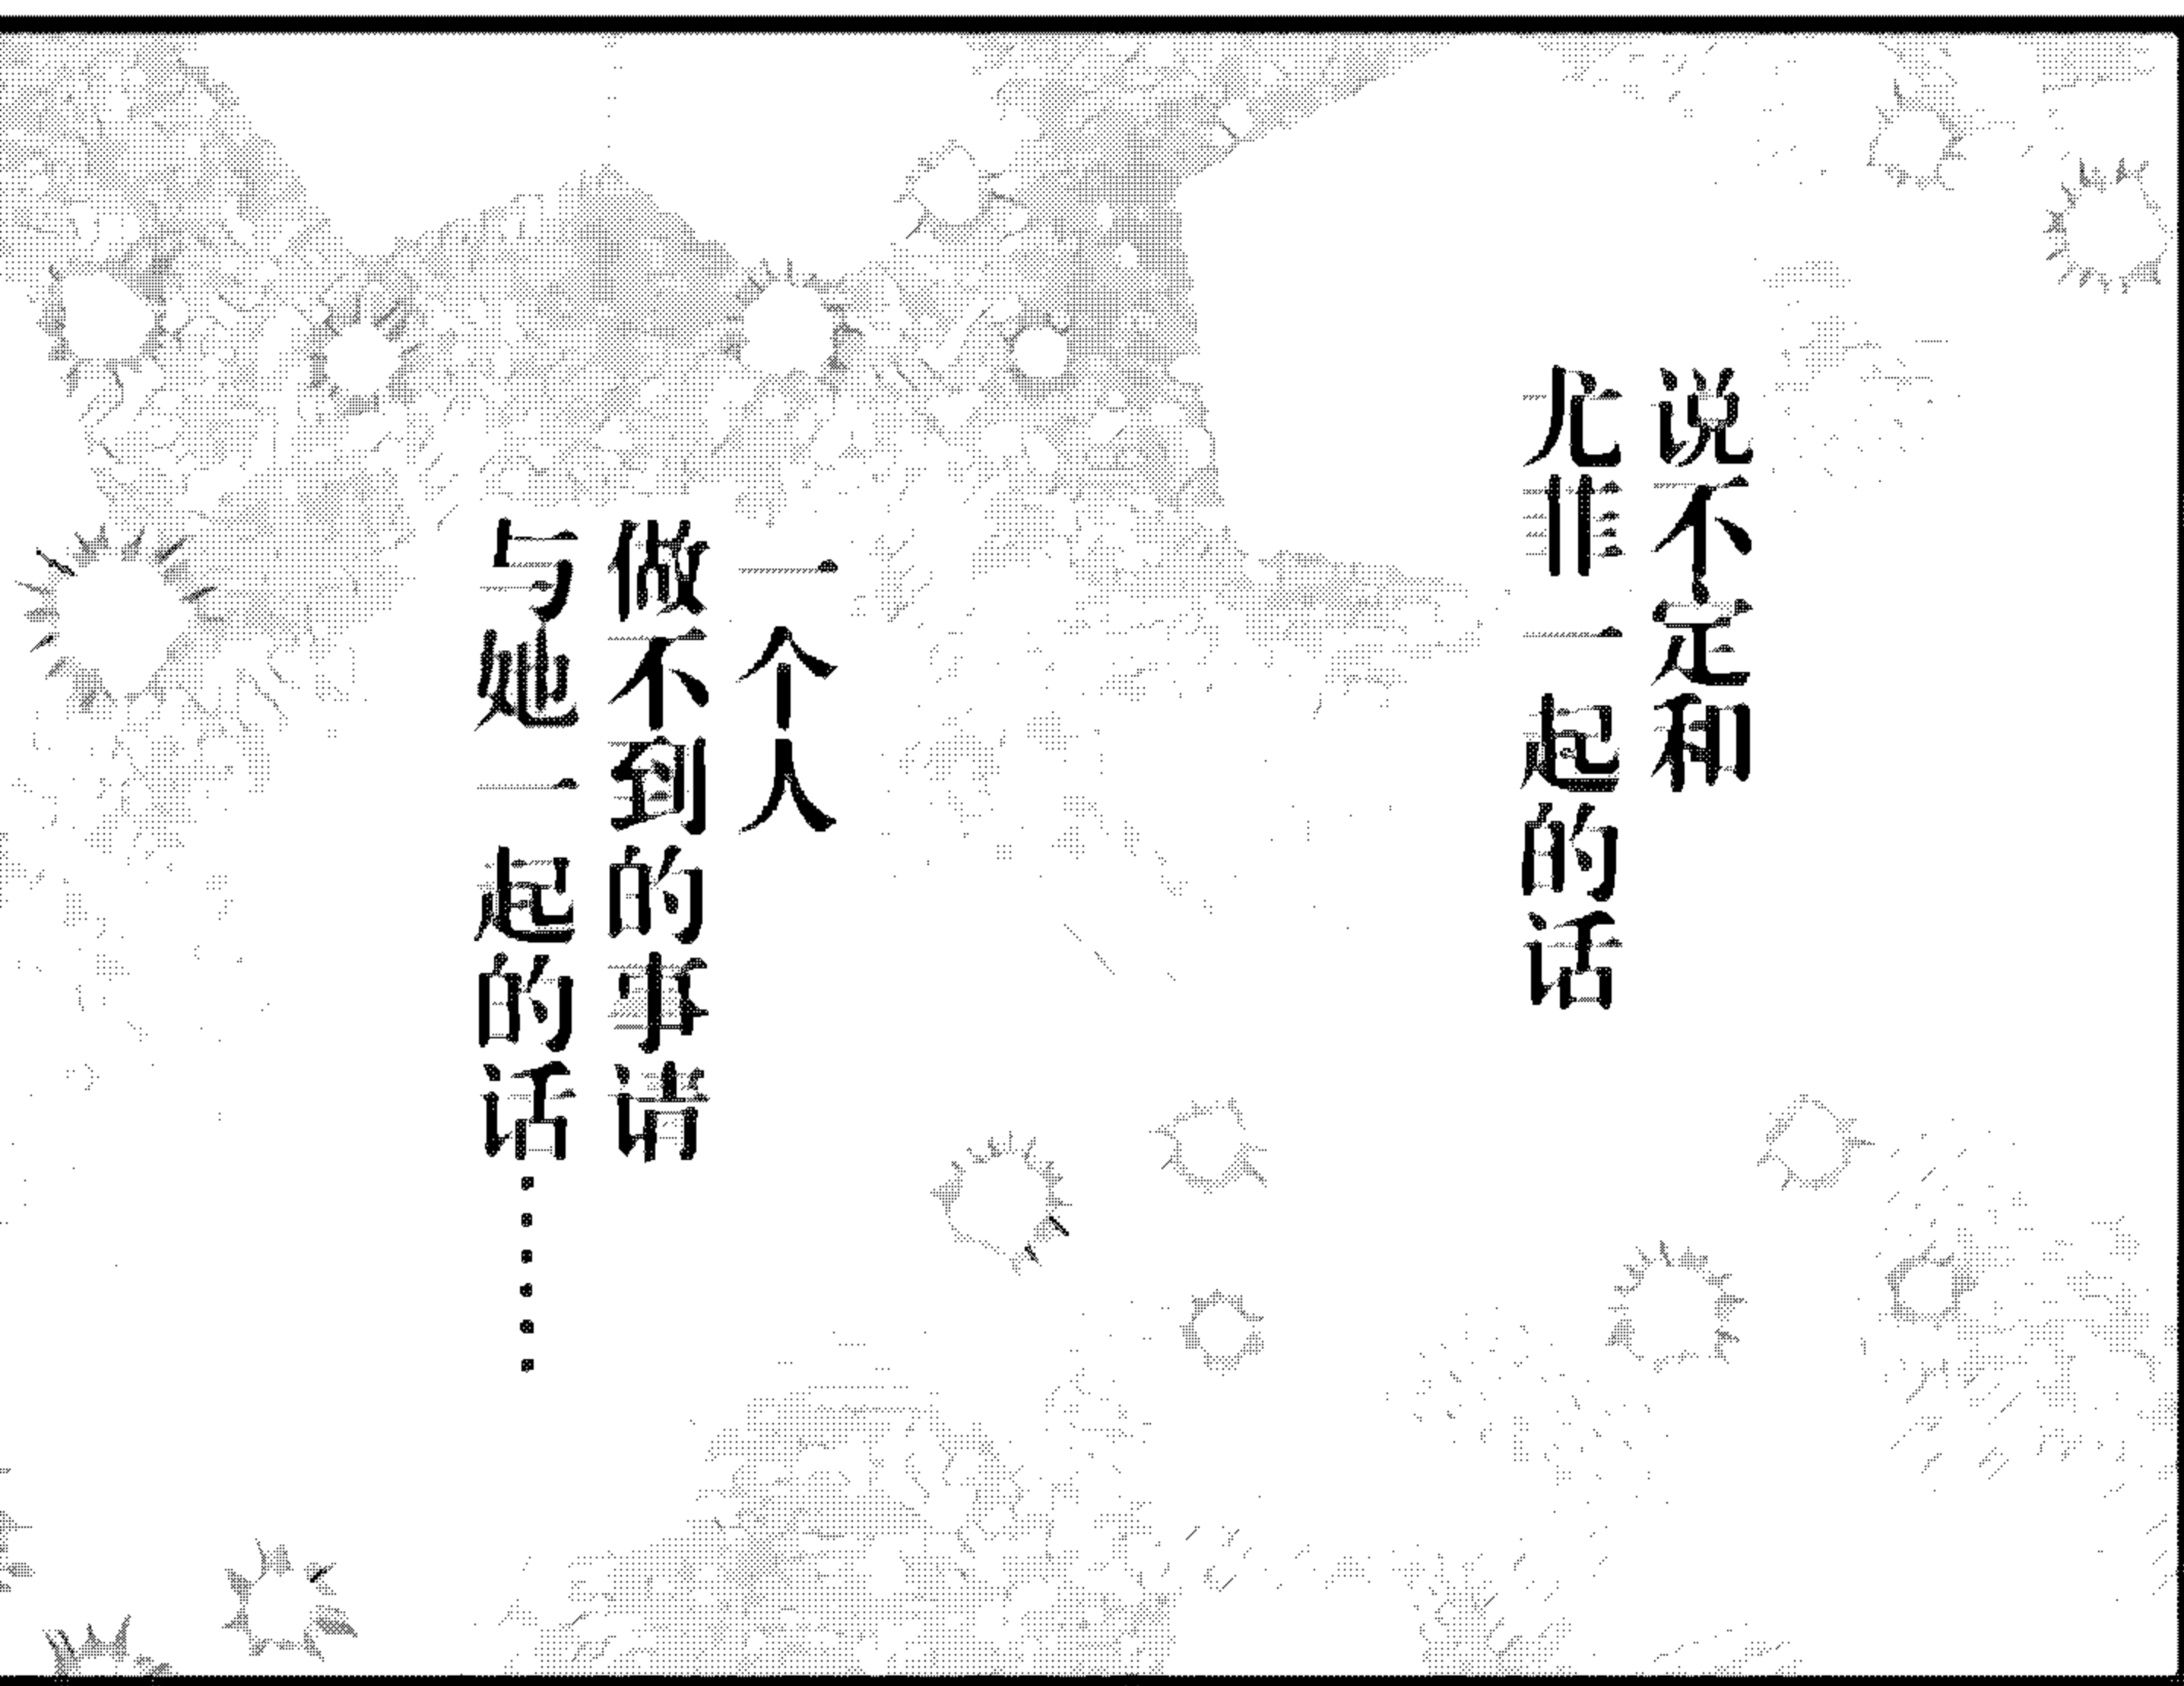 说不定和
尤菲一起的话
一个人
做不到的事请
与她一起的话……